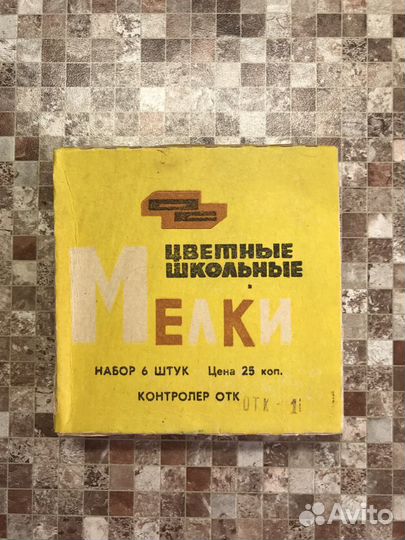 ЦВЕТНЫЕ
ШКОЛЬНЫЕ
МЕЛКИ
НАБОР 6 ШТУК Цена 25 коп.
КОНТРОЛЕР ОТК ОТК - 1
Avito